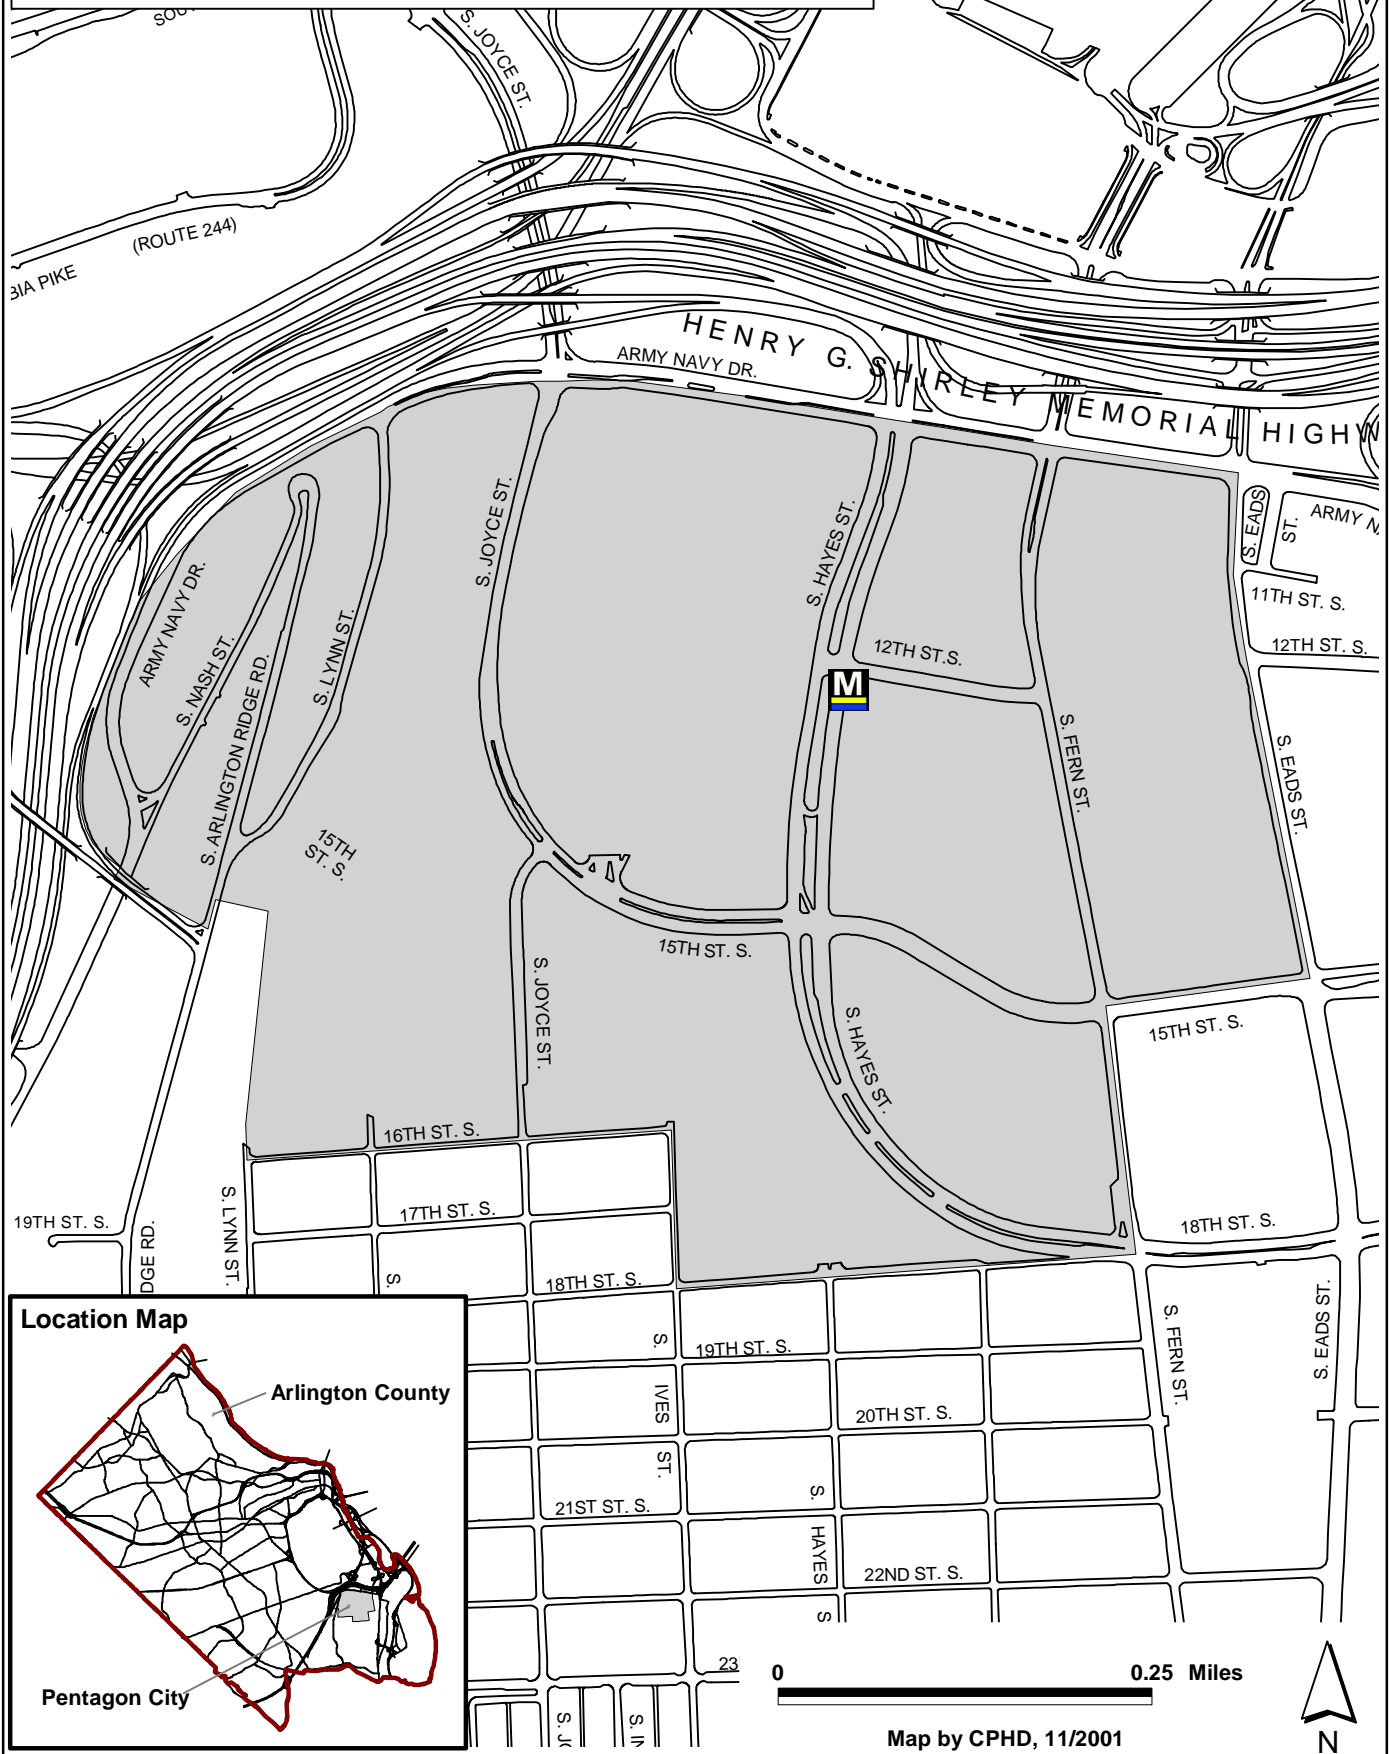 S. JOYCE ST.
(ROUTE 244)
BIA PIKE
HENRY G. SHIRLEY MEMORIAL HIGHW
ARMY NAVY DR.
S. JOYCE ST.
S. HAYES ST.
S. EADS
ST.
ARMY N
11TH ST. S.
12TH ST. S.
12TH ST.S.
M
ARMY NAVY DR.
S. NASH ST.
S. ARLINGTON RIDGE RD.
S. LYNN ST.
S. FERN ST.
S. EADS ST.
15TH
ST. S.
15TH ST. S.
S. JOYCE ST.
S. HAYES ST.
15TH ST. S.
16TH ST. S.
17TH ST. S.
18TH ST. S.
18TH ST. S.
19TH ST. S.
DGE RD.
S. LYNN ST.
S.
S.
IVES
ST.
19TH ST. S.
20TH ST. S.
21ST ST. S.
22ND ST. S.
S.
HAYES
S
S. FERN ST.
S. EADS ST.
23
S. JO
S. IN
Location Map
Arlington County
Pentagon City
0 0.25 Miles
Map by CPHD, 11/2001
N